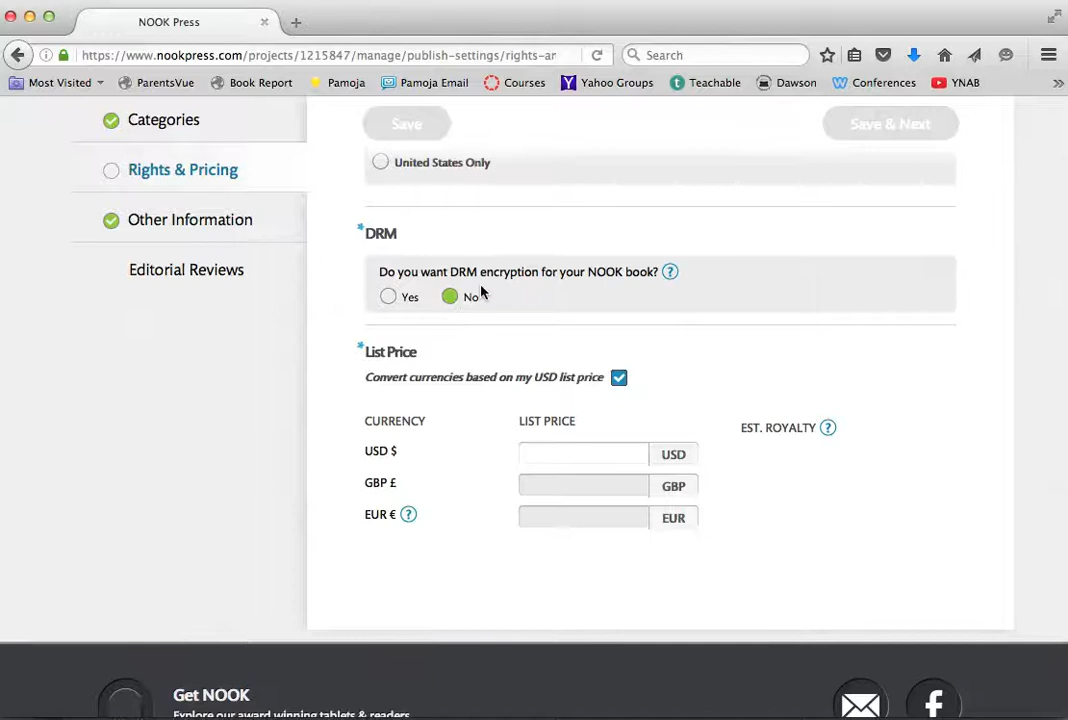 NOOK Press
https://www.nookpress.com/projects/1215847/manage/publish-settings/rights-ar
Search
Most Visited ParentsVue Book Report Pamoja Pamoja Email Courses Yahoo Groups Teachable Dawson Conferences YNAB
Categories
Save Save & Next
United States Only
Rights & Pricing
Other Information
* DRM
Editorial Reviews
Do you want DRM encryption for your NOOK book? ?
Yes No
* List Price
Convert currencies based on my USD list price
CURRENCY LIST PRICE EST. ROYALTY ?
USD $ USD
GBP £ GBP
EUR € ? EUR
Get NOOK
Explore our award winning tablets & readers